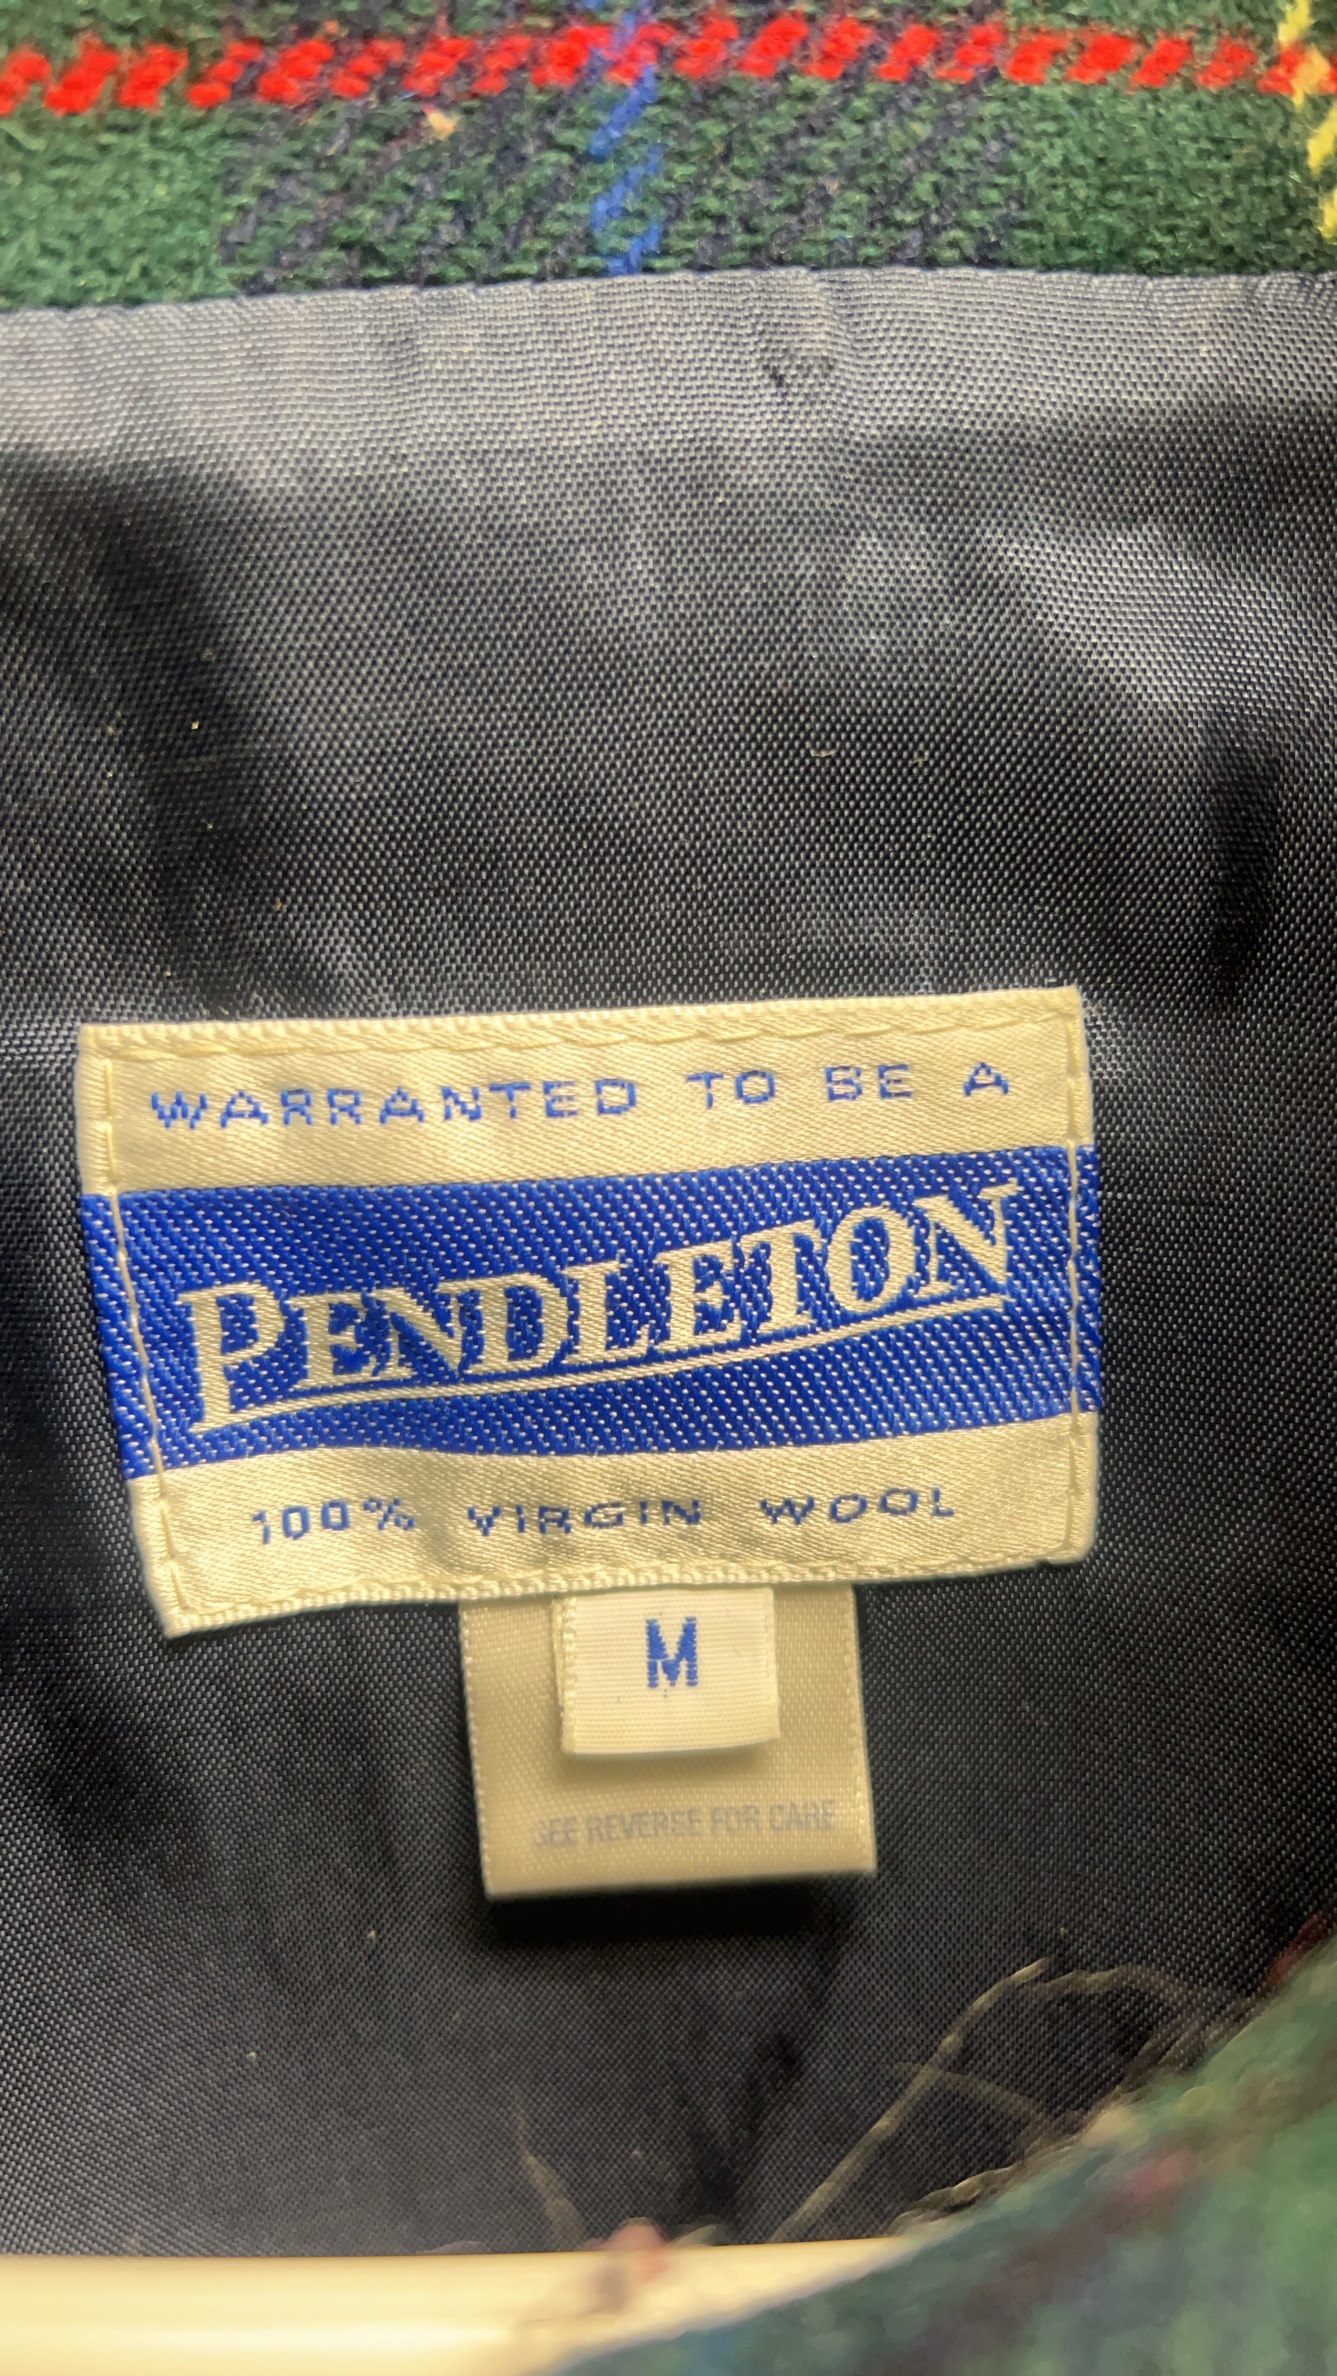 WARRANTED TO BE A
PENDLETON
100% VIRGIN WOOL
M
SEE REVERSE FOR CARE